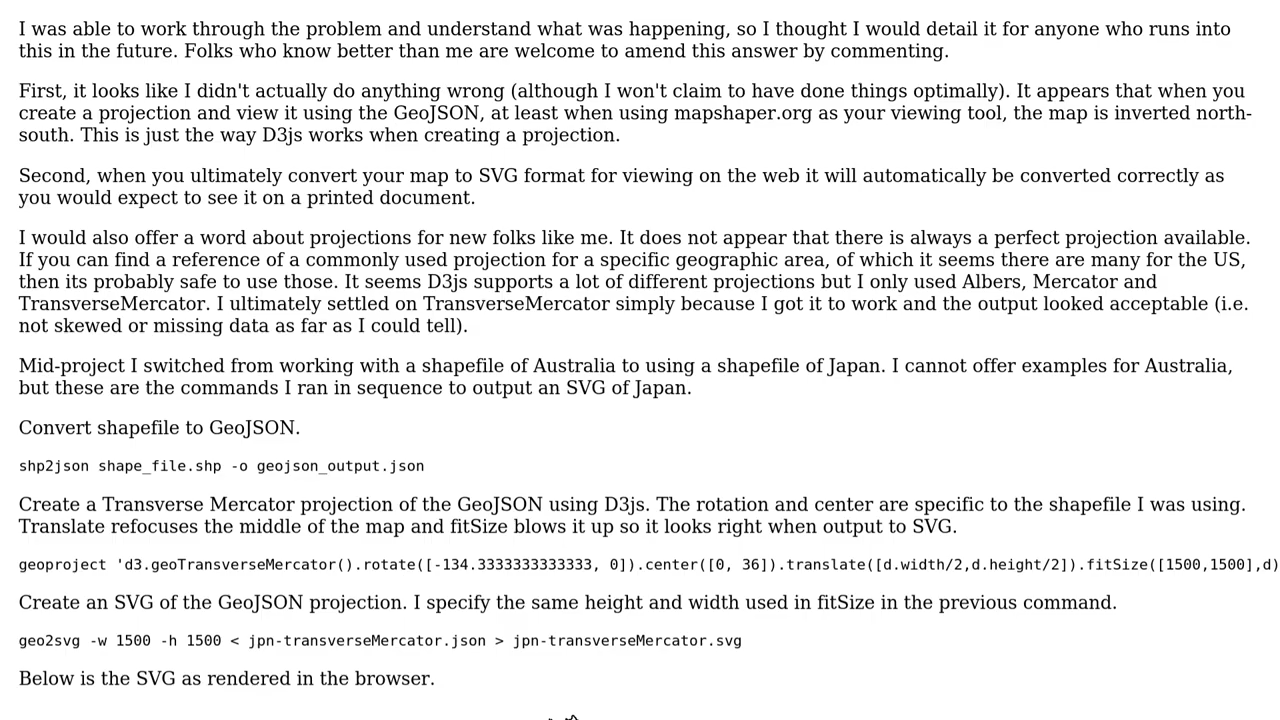 I was able to work through the problem and understand what was happening, so I thought I would detail it for anyone who runs into
this in the future. Folks who know better than me are welcome to amend this answer by commenting.
First, it looks like I didn't actually do anything wrong (although I won't claim to have done things optimally). It appears that when you
create a projection and view it using the GeoJSON, at least when using mapshaper.org as your viewing tool, the map is inverted north-
south. This is just the way D3js works when creating a projection.
Second, when you ultimately convert your map to SVG format for viewing on the web it will automatically be converted correctly as
you would expect to see it on a printed document.
I would also offer a word about projections for new folks like me. It does not appear that there is always a perfect projection available.
If you can find a reference of a commonly used projection for a specific geographic area, of which it seems there are many for the US,
then its probably safe to use those. It seems D3js supports a lot of different projections but I only used Albers, Mercator and
TransverseMercator. I ultimately settled on TransverseMercator simply because I got it to work and the output looked acceptable (i.e.
not skewed or missing data as far as I could tell).
Mid-project I switched from working with a shapefile of Australia to using a shapefile of Japan. I cannot offer examples for Australia,
but these are the commands I ran in sequence to output an SVG of Japan.
Convert shapefile to GeoJSON.
shp2json shape_file.shp -o geojson_output.json
Create a Transverse Mercator projection of the GeoJSON using D3js. The rotation and center are specific to the shapefile I was using.
Translate refocuses the middle of the map and fitSize blows it up so it looks right when output to SVG.
geoproject 'd3.geoTransverseMercator().rotate([-134.3333333333333, 0]).center([0, 36]).translate([d.width/2,d.height/2]).fitSize([1500,1500],d)
Create an SVG of the GeoJSON projection. I specify the same height and width used in fitSize in the previous command.
geo2svg -w 1500 -h 1500 < jpn-transverseMercator.json > jpn-transverseMercator.svg
Below is the SVG as rendered in the browser.